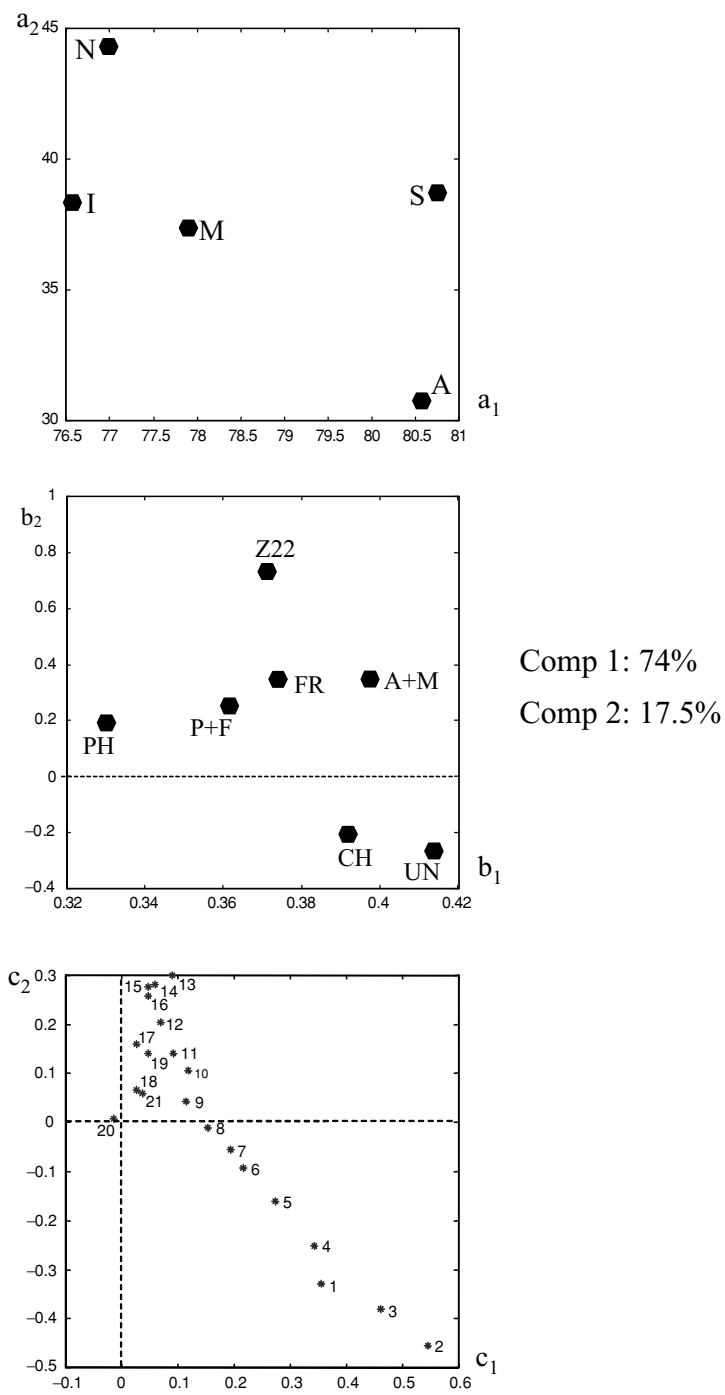 a2
45
N
40
I
S
M
35
A
30
a1
76.5 77 77.5 78 78.5 79 79.5 80 80.5 81
b2
1
0.8
Z22
0.6
0.4
FR A+M
Comp 1: 74%
P+F
0.2
PH
Comp 2: 17.5%
0
−0.2
CH
UN
−0.4
b1
0.32 0.34 0.36 0.38 0.4 0.42
c2
0.3
15 14 13
16
0.2
12
17
19 11
0.1
10
18
21 9
0
20 8
7
−0.1
6
5
−0.2
4
−0.3
1
3
−0.4
2
−0.5
c1
−0.1 0 0.1 0.2 0.3 0.4 0.5 0.6